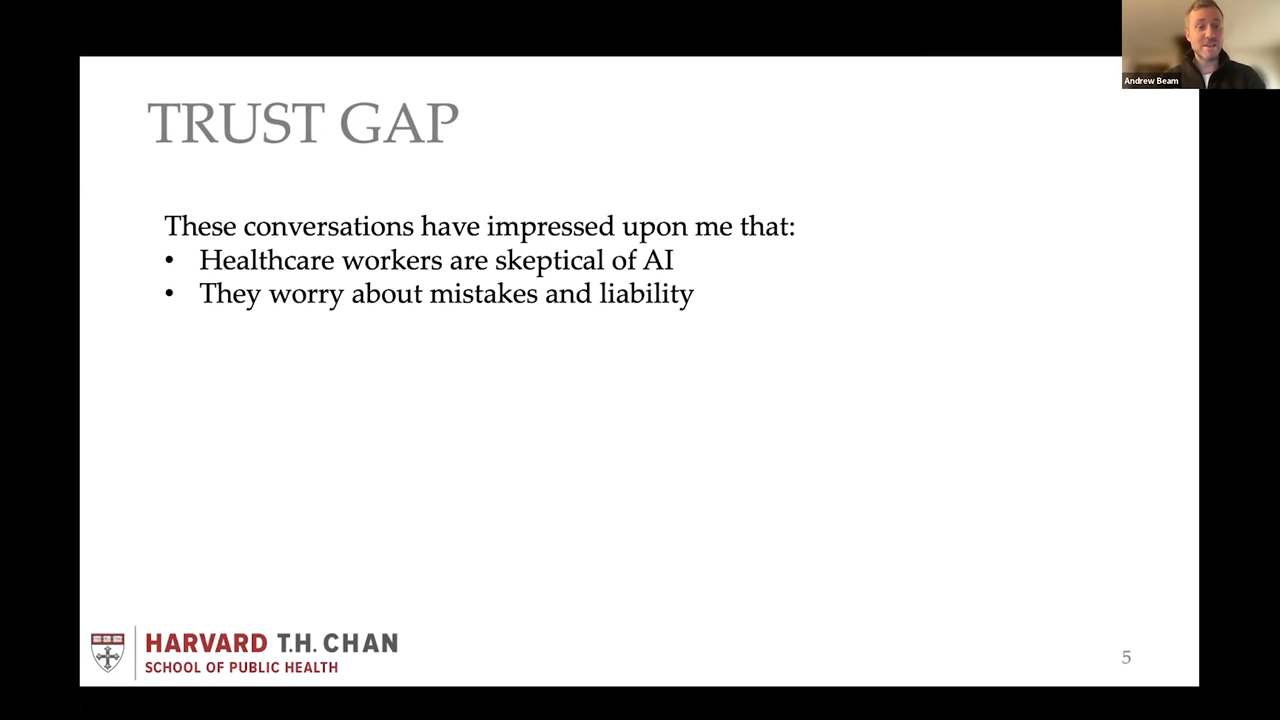 Andrew Beam
TRUST GAP
These conversations have impressed upon me that:
• Healthcare workers are skeptical of AI
• They worry about mistakes and liability
HARVARD T.H. CHAN
SCHOOL OF PUBLIC HEALTH
5